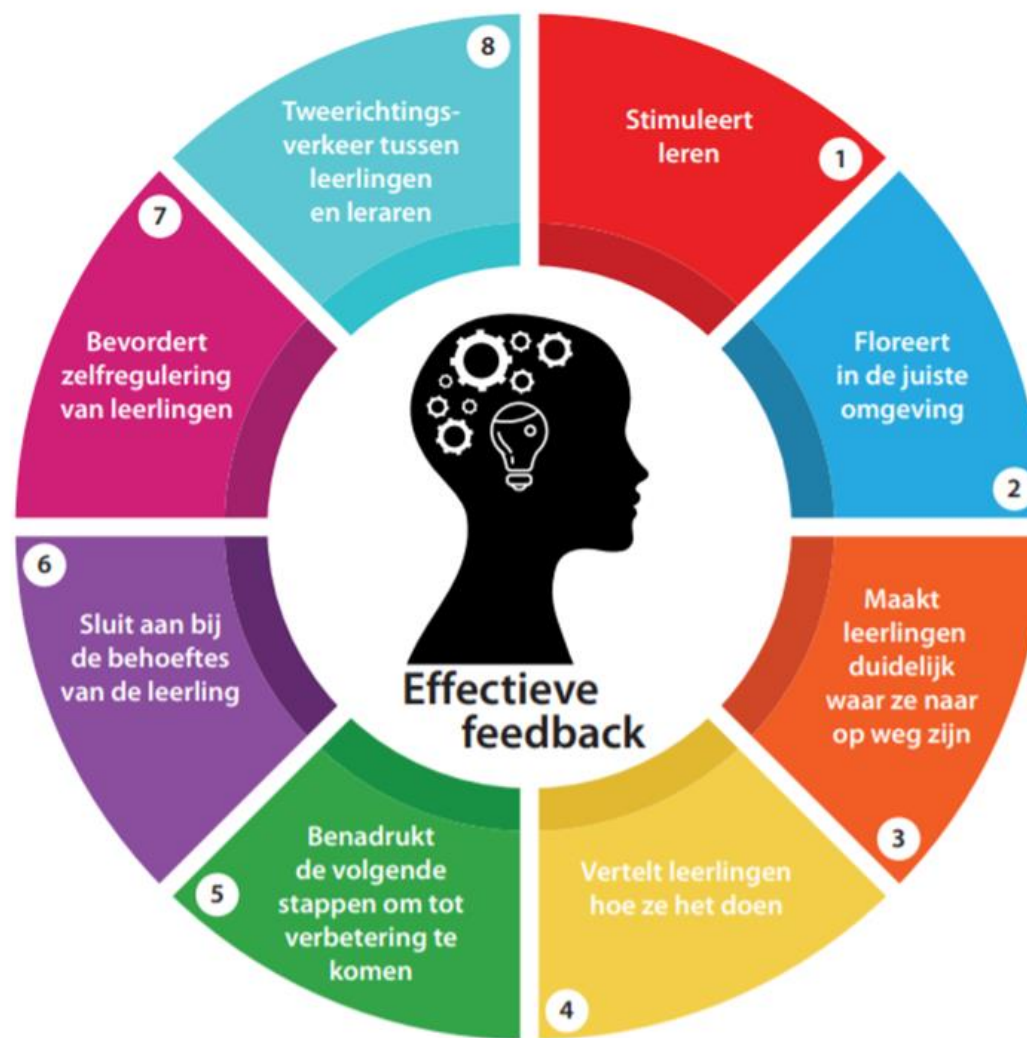 1
Stimuleert
leren
2
Floreert
in de juiste
omgeving
3
Maakt
leerlingen
duidelijk
waar ze naar
op weg zijn
4
Vertelt leerlingen
hoe ze het doen
5
Benadrukt
de volgende
stappen om tot
verbetering te
komen
6
Sluit aan bij
de behoeftes
van de leerling
7
Bevordert
zelfregulering
van leerlingen
8
Tweerichtings-
verkeer tussen
leerlingen
en leraren
Effectieve
feedback